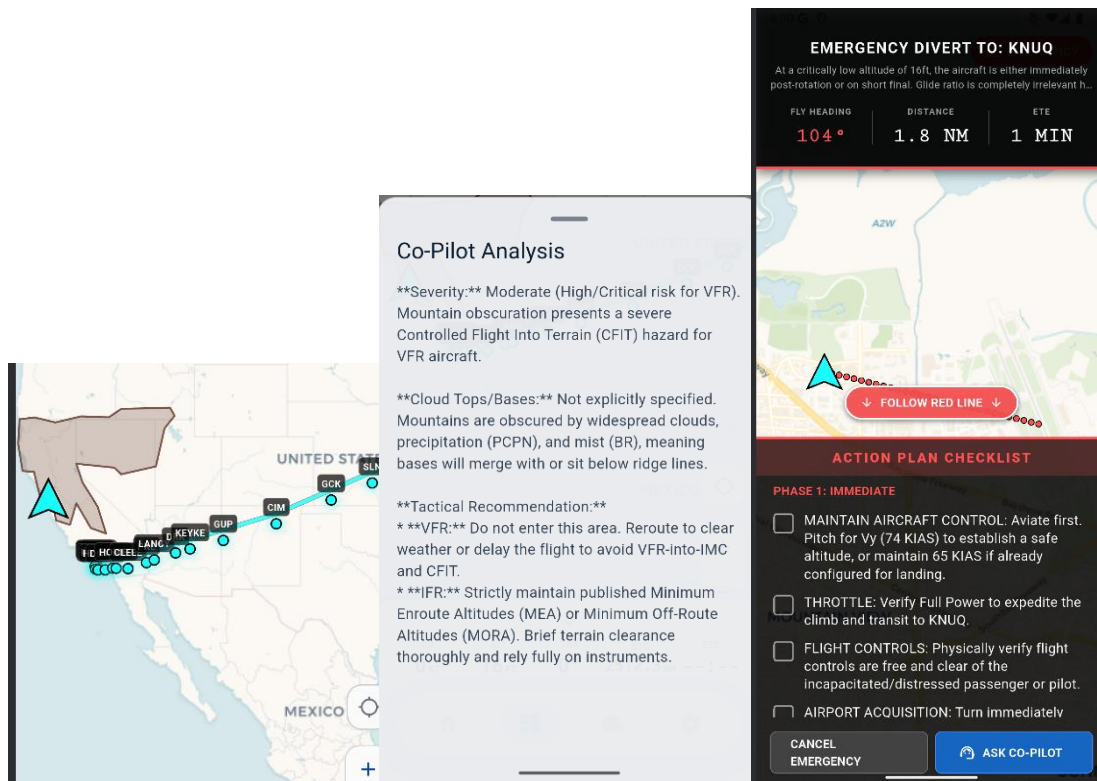 UNITED STATE
SLN
GCK
CIM
GUP
KEYKE
LANG
MEXICO
+
Co-Pilot Analysis
**Severity:** Moderate (High/Critical risk for VFR).
Mountain obscuration presents a severe
Controlled Flight Into Terrain (CFIT) hazard for
VFR aircraft.
**Cloud Tops/Bases:** Not explicitly specified.
Mountains are obscured by widespread clouds,
precipitation (PCPN), and mist (BR), meaning
bases will merge with or sit below ridge lines.
**Tactical Recommendation:**
* **VFR:** Do not enter this area. Reroute to clear
weather or delay the flight to avoid VFR-into-IMC
and CFIT.
* **IFR:** Strictly maintain published Minimum
Enroute Altitudes (MEA) or Minimum Off-Route
Altitudes (MORA). Brief terrain clearance
thoroughly and rely fully on instruments.
EMERGENCY DIVERT TO: KNUQ
At a critically low altitude of 16ft, the aircraft is either immediately
post-rotation or on short final. Glide ratio is completely irrelevant h...
FLY HEADING DISTANCE ETE
104° 1.8 NM 1 MIN
A2W
↓ FOLLOW RED LINE ↓
ACTION PLAN CHECKLIST
PHASE 1: IMMEDIATE
MAINTAIN AIRCRAFT CONTROL: Aviate first.
Pitch for Vy (74 KIAS) to establish a safe
altitude, or maintain 65 KIAS if already
configured for landing.
THROTTLE: Verify Full Power to expedite the
climb and transit to KNUQ.
FLIGHT CONTROLS: Physically verify flight
controls are free and clear of the
incapacitated/distressed passenger or pilot.
AIRPORT ACQUISITION: Turn immediately
CANCEL
EMERGENCY
ASK CO-PILOT